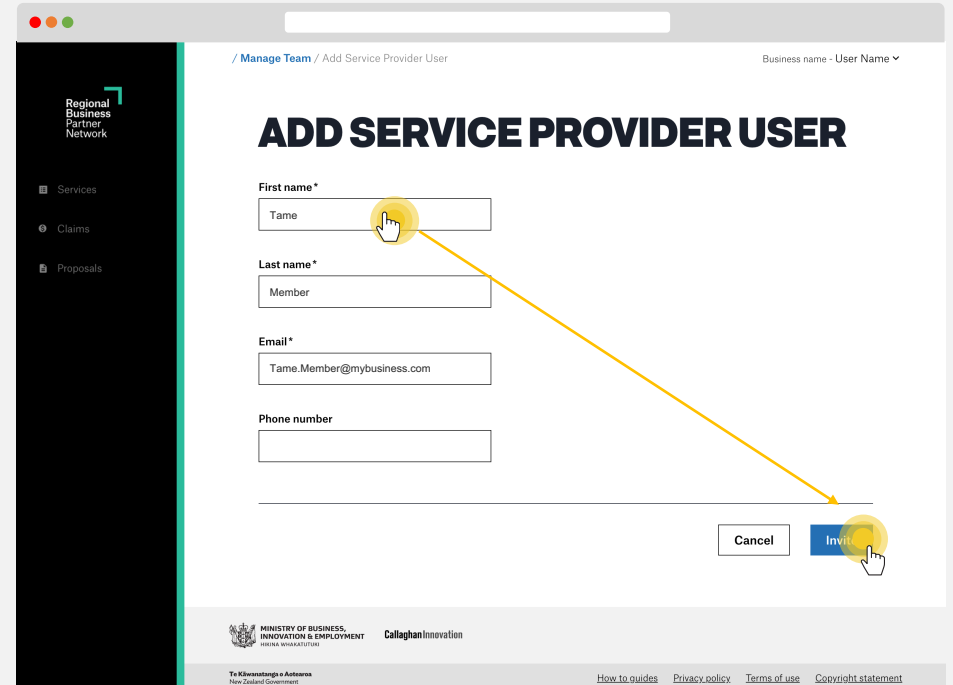 / Manage Team / Add Service Provider User
Business name - User Name
Regional
Business
Partner
Network
Services
Claims
Proposals
ADD SERVICE PROVIDER USER
First name*
Tame
Last name*
Member
Email*
Tame.Member@mybusiness.com
Phone number
Cancel
Invite
MINISTRY OF BUSINESS,
INNOVATION & EMPLOYMENT
HIKINA WHAKATUTUKI
CallaghanInnovation
Te Kāwanatanga o Aotearoa
New Zealand Government
How to guides Privacy policy Terms of use Copyright statement